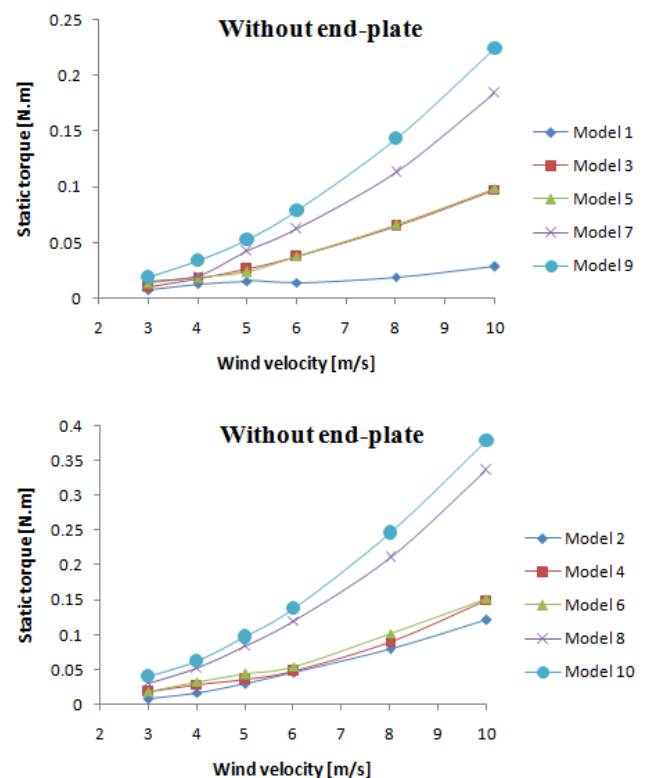 Without end-plate
Static torque [N.m]
0.25
0.2
0.15
0.1
0.05
0
2 3 4 5 6 7 8 9 10
Wind velocity [m/s]
Model 1
Model 3
Model 5
Model 7
Model 9
Without end-plate
Static torque [N.m]
0.4
0.35
0.3
0.25
0.2
0.15
0.1
0.05
0
2 3 4 5 6 7 8 9 10
Wind velocity [m/s]
Model 2
Model 4
Model 6
Model 8
Model 10